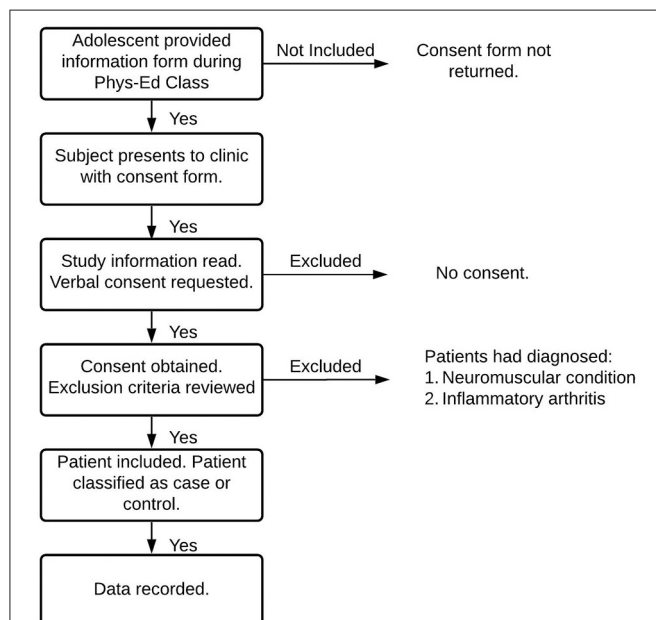 Adolescent provided
information form during
Phys-Ed Class
Not Included
Consent form not
returned.
Yes
Subject presents to clinic
with consent form.
Yes
Study information read.
Verbal consent requested.
Excluded
No consent.
Yes
Consent obtained.
Exclusion criteria reviewed
Excluded
Patients had diagnosed:
1. Neuromuscular condition
2. Inflammatory arthritis
Yes
Patient included. Patient
classified as case or
control.
Yes
Data recorded.